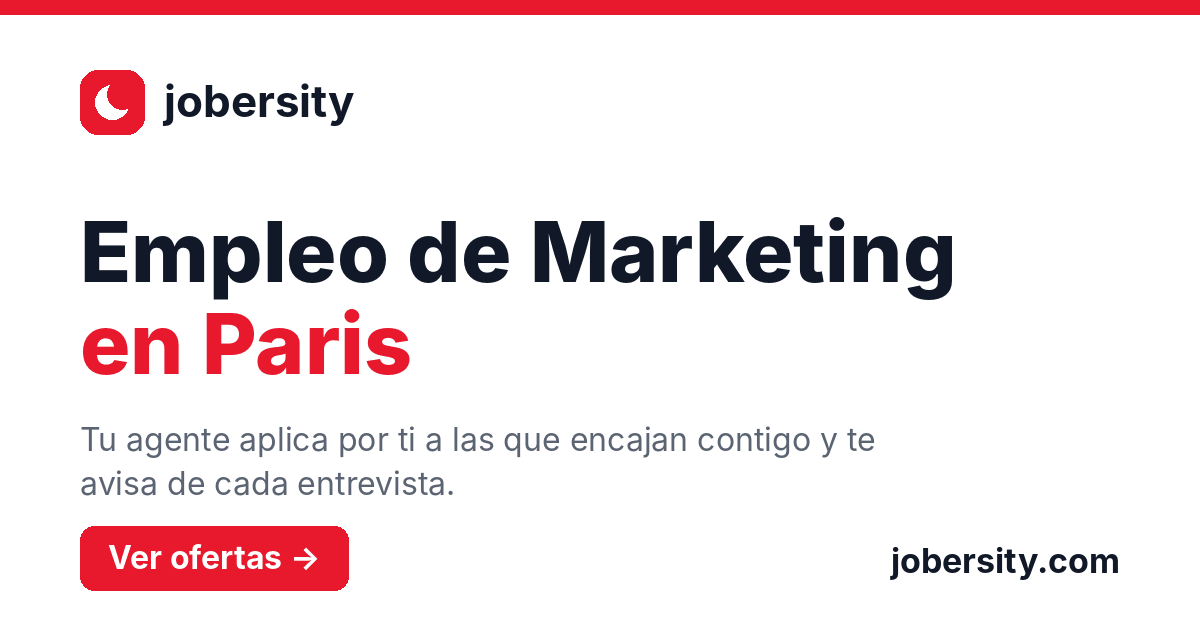 jobersity
Empleo de Marketing
en Paris
Tu agente aplica por ti a las que encajan contigo y te
avisa de cada entrevista.
Ver ofertas →
jobersity.com